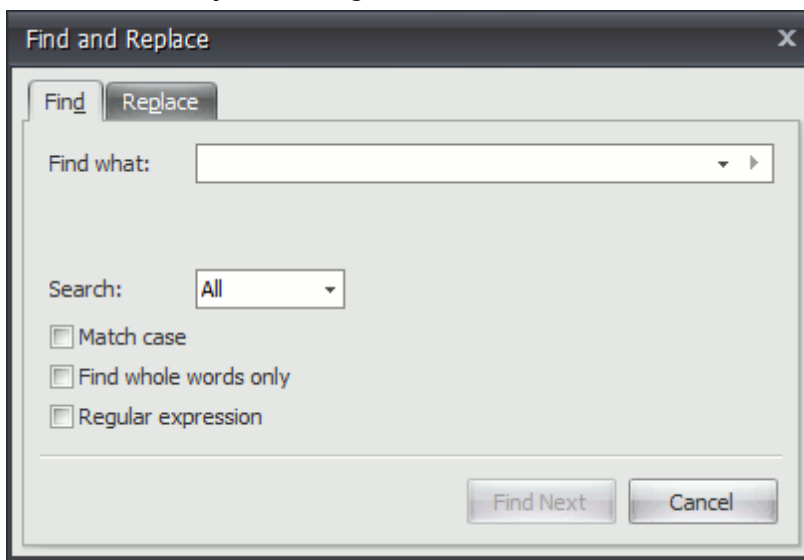 Find and Replace x
Find Replace
Find what:
Search: All
Match case
Find whole words only
Regular expression
Find Next Cancel